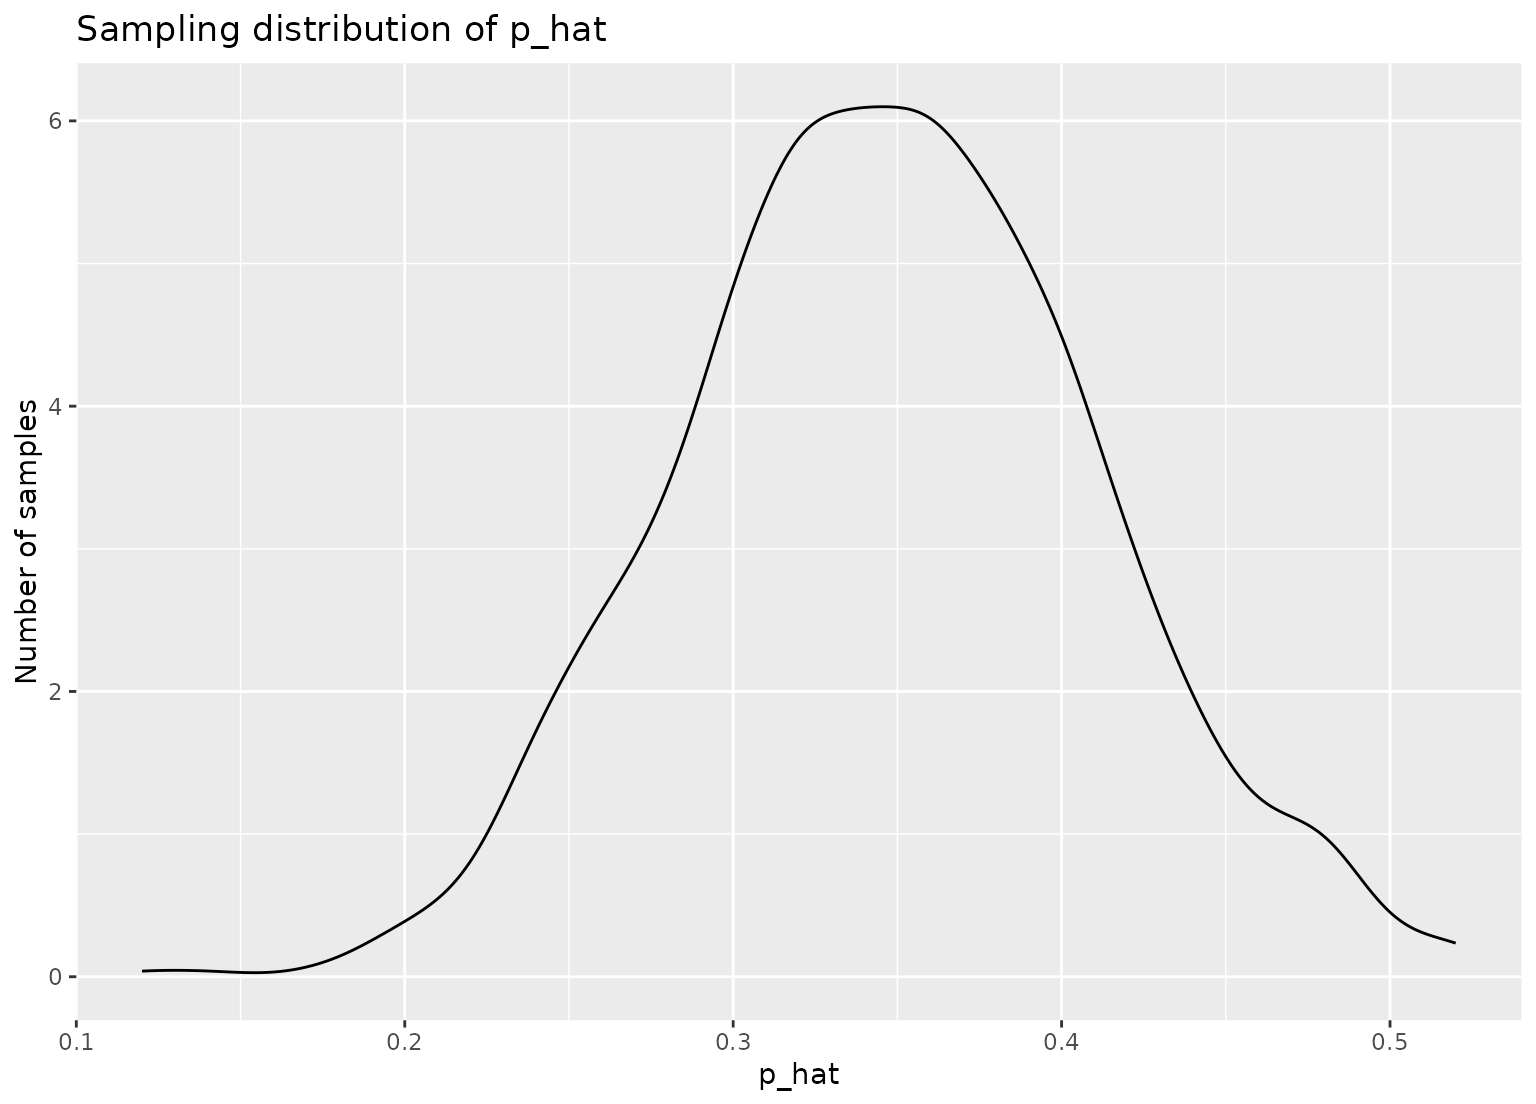 Sampling distribution of p_hat
6
4
2
0
Number of samples
0.1 0.2 0.3 0.4 0.5
p_hat